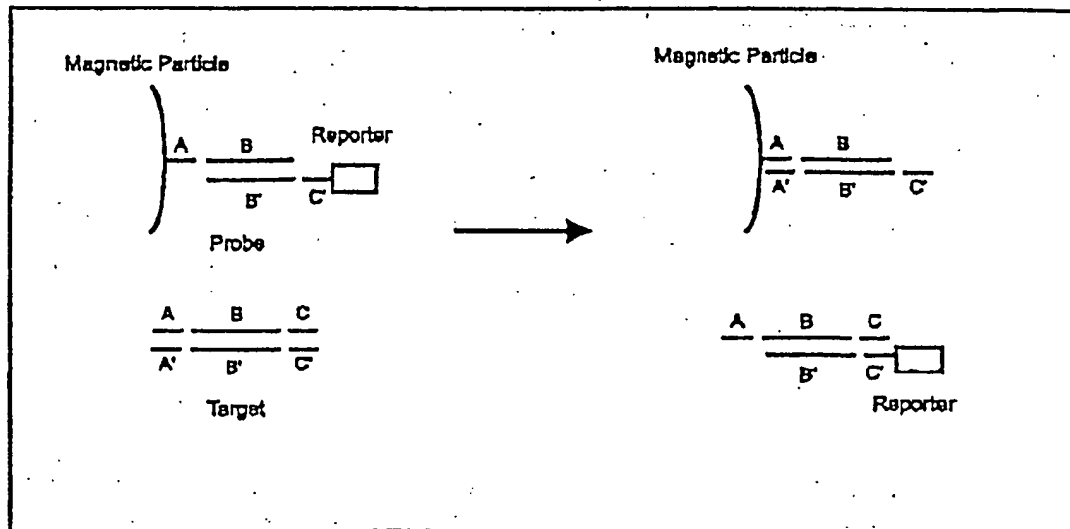 Magnetic Particle
A B Reporter
B' C'
Probe
A B C
A' B' C'
Target
Magnetic Particle
A B
A' B' C'
A B C
B' C'
Reporter